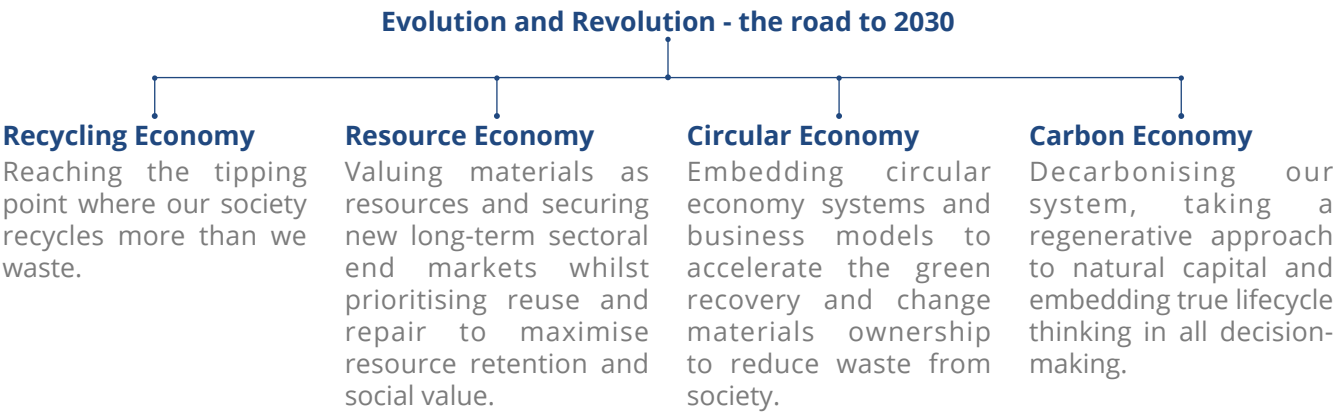 Evolution and Revolution - the road to 2030
Recycling Economy
Reaching the tipping
point where our society
recycles more than we
waste.
Resource Economy
Valuing materials as
resources and securing
new long-term sectoral
end markets whilst
prioritising reuse and
repair to maximise
resource retention and
social value.
Circular Economy
Embedding circular
economy systems and
business models to
accelerate the green
recovery and change
materials ownership
to reduce waste from
society.
Carbon Economy
Decarbonising our
system, taking a
regenerative approach
to natural capital and
embedding true lifecycle
thinking in all decision-
making.